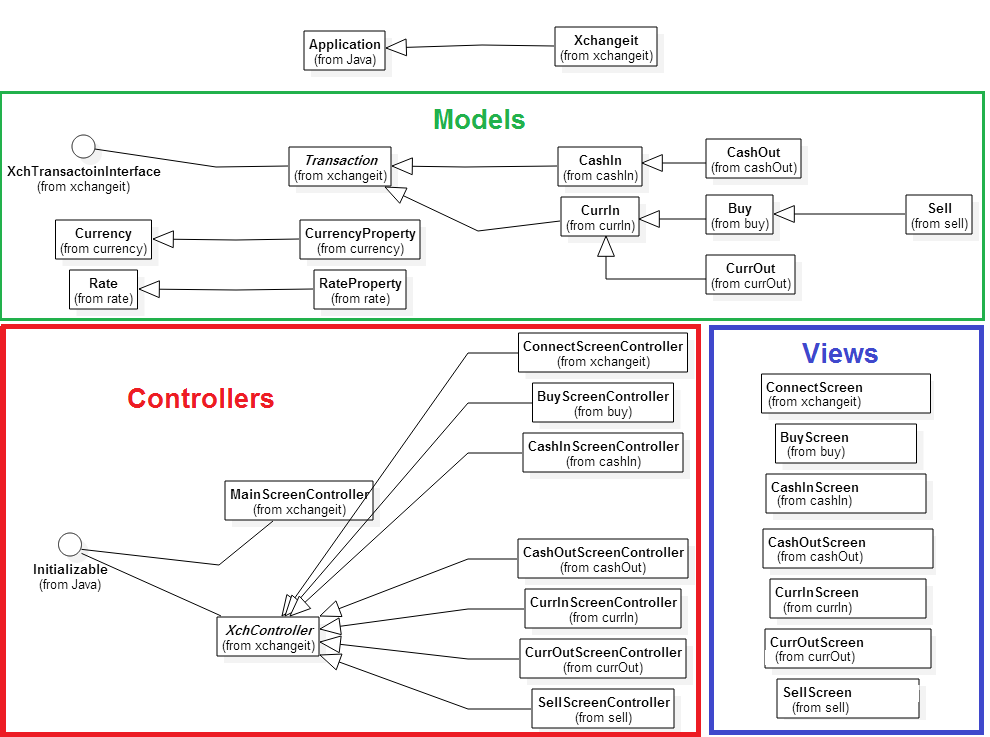 Application
(from Java)
Xchangeit
(from xchangeit)
Models
XchTransactoinInterface
(from xchangeit)
Transaction
(from xchangeit)
CashIn
(from cashIn)
CashOut
(from cashOut)
CurrIn
(from currIn)
Buy
(from buy)
Sell
(from sell)
Currency
(from currency)
CurrencyProperty
(from currency)
CurrOut
(from currOut)
Rate
(from rate)
RateProperty
(from rate)
Controllers
ConnectScreenController
(from xchangeit)
BuyScreenController
(from buy)
CashInScreenController
(from cashIn)
MainScreenController
(from xchangeit)
Initializable
(from Java)
CashOutScreenController
(from cashOut)
CurrInScreenController
(from currIn)
XchController
(from xchangeit)
CurrOutScreenController
(from currOut)
SellScreenController
(from sell)
Views
ConnectScreen
(from xchangeit)
BuyScreen
(from buy)
CashInScreen
(from cashIn)
CashOutScreen
(from cashOut)
CurrInScreen
(from currIn)
CurrOutScreen
(from currOut)
SellScreen
(from sell)